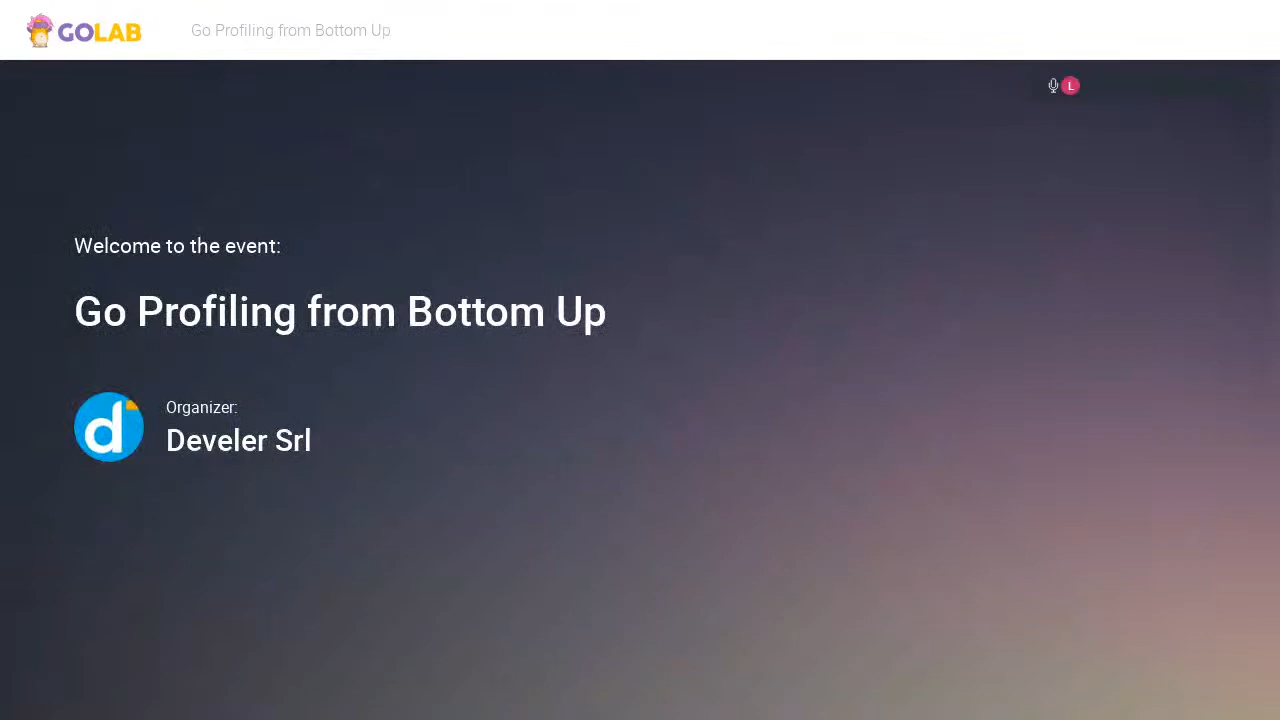 GOLAB
Go Profiling from Bottom Up
L
Welcome to the event:
Go Profiling from Bottom Up
d
Organizer:
Develer Srl